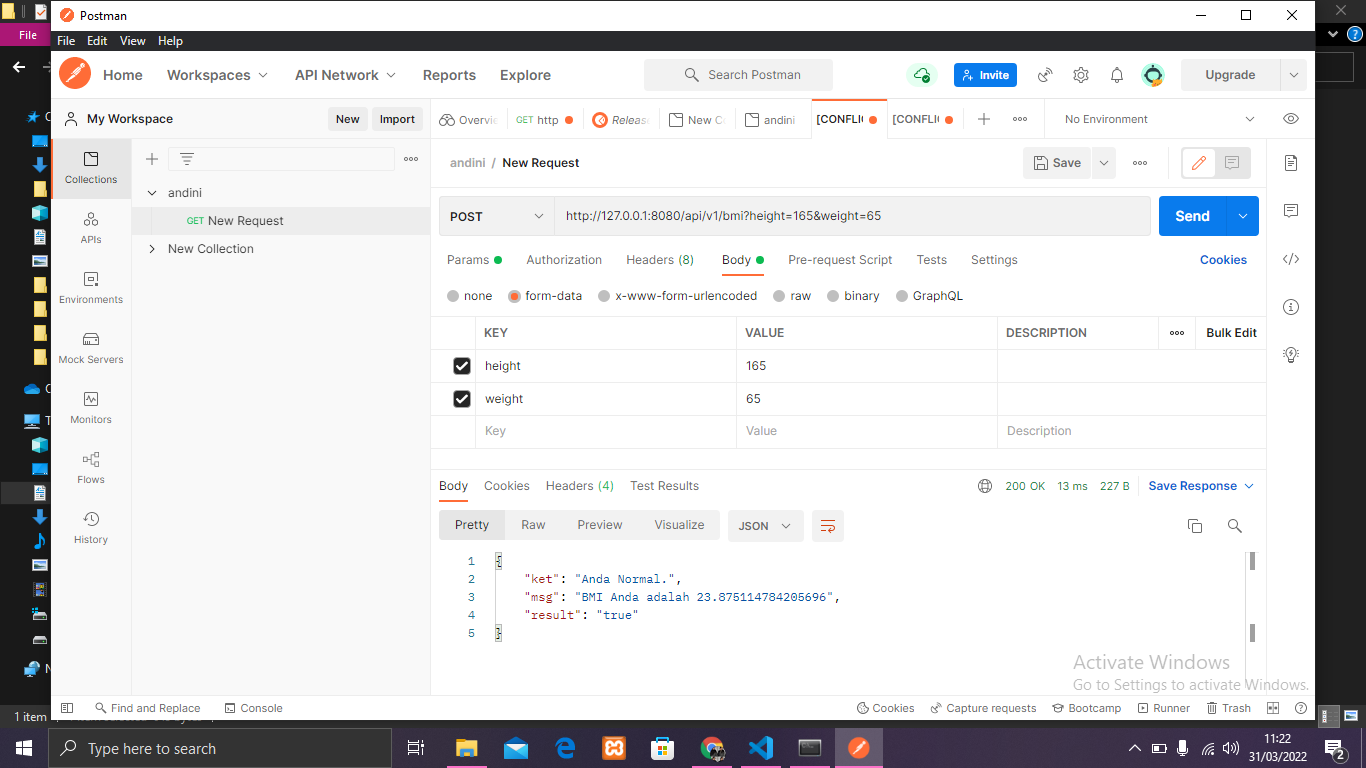 Postman
File
File Edit View Help
Home Workspaces API Network Reports Explore Search Postman Invite Upgrade
My Workspace New Import
GET http New C andini [CONFLI [CONFLI No Environment
Collections
APIs
Environments
Mock Servers
Monitors
Flows
History
andini
GET New Request
New Collection
andini / New Request Save
POST http://127.0.0.1:8080/api/v1/bmi?height=165&weight=65 Send
Params Authorization Headers (8) Body Pre-request Script Tests Settings Cookies
none form-data x-www-form-urlencoded raw binary GraphQL
KEY VALUE DESCRIPTION Bulk Edit
height 165
weight 65
Key Value Description
Body Cookies Headers (4) Test Results 200 OK 13 ms 227 B Save Response
Pretty Raw Preview Visualize JSON
1 {
2 "ket": "Anda Normal.",
3 "msg": "BMI Anda adalah 23.875114784205696",
4 "result": "true"
5 }
Activate Windows
Go to Settings to activate Windows.
Find and Replace Console Cookies Capture requests Bootcamp Runner Trash
1 item
Type here to search
11:22
31/03/2022
2